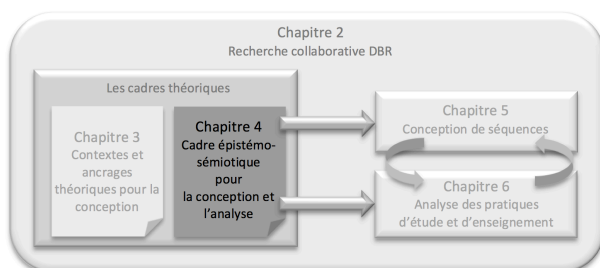 Chapitre 2
Recherche collaborative DBR
Les cadres théoriques
Chapitre 3
Contextes et
ancrages
théoriques pour la
conception
Chapitre 4
Cadre épistémo-
sémiotique
pour
la conception et
l’analyse
Chapitre 5
Conception de séquences
Chapitre 6
Analyse des pratiques
d’étude et d’enseignement